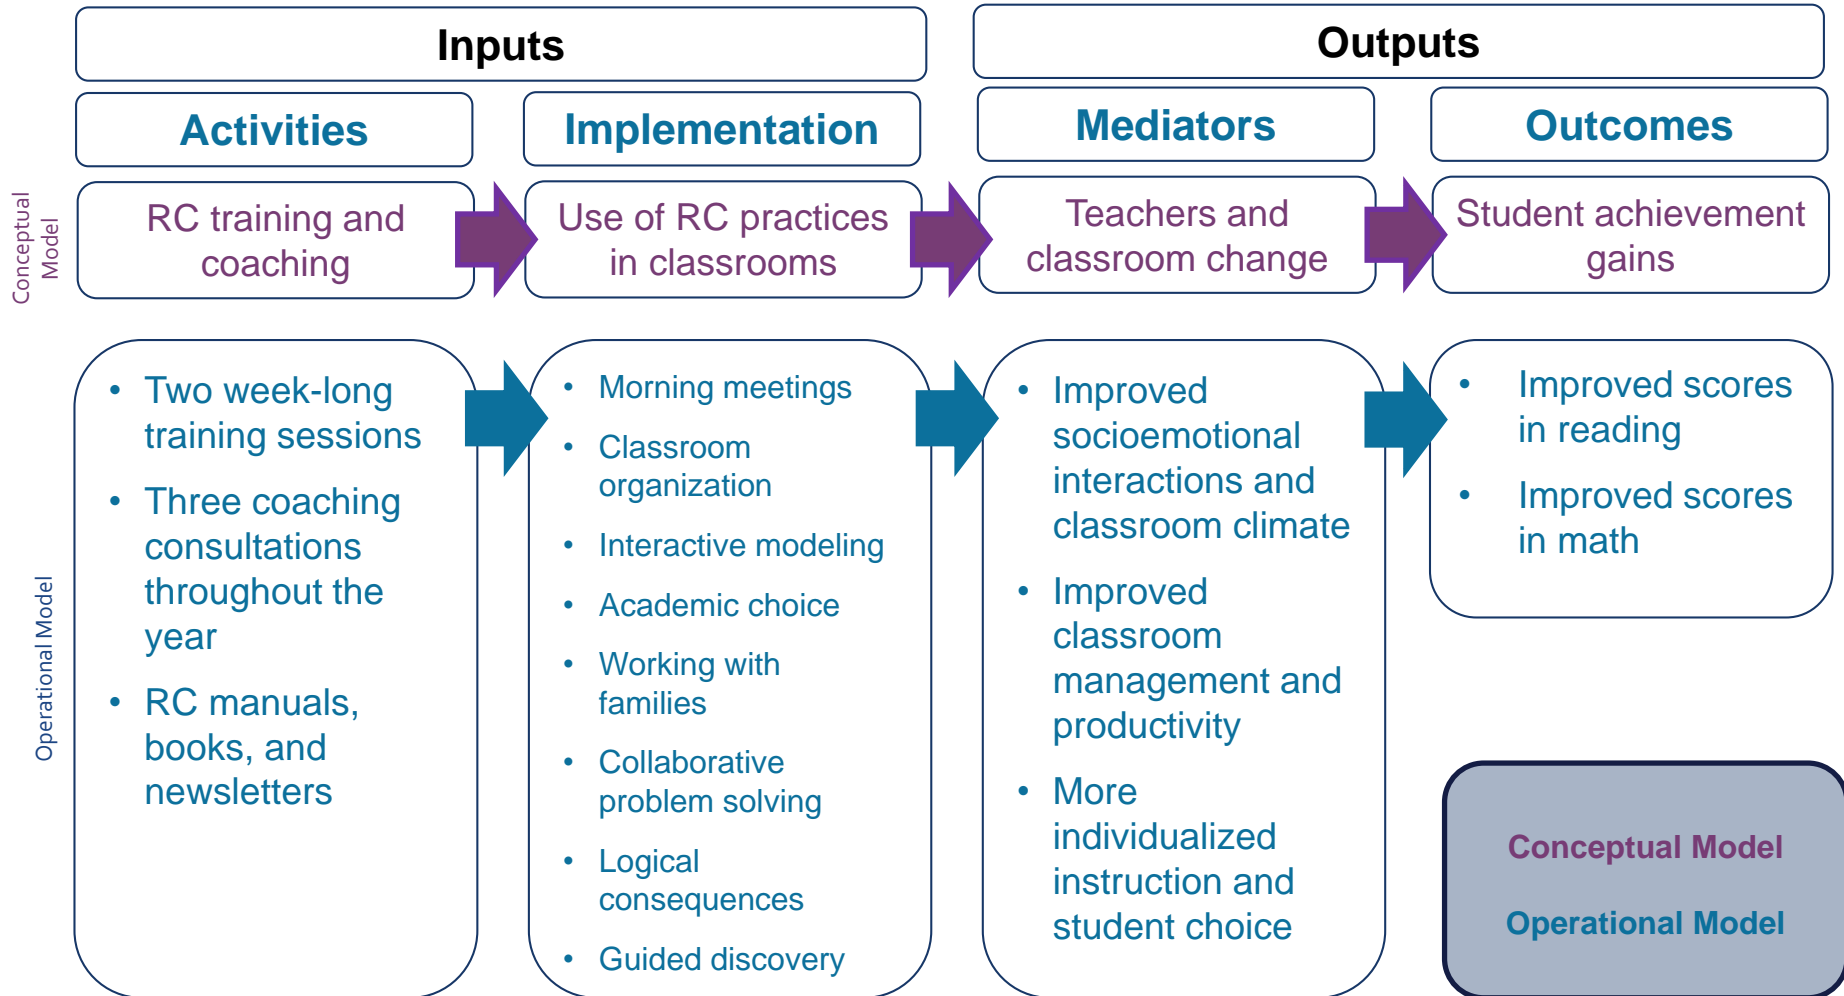 Inputs
Outputs
Activities
Implementation
Mediators
Outcomes
Conceptual
Model
RC training and
coaching
Use of RC practices
in classrooms
Teachers and
classroom change
Student achievement
gains
Operational Model
• Two week-long
training sessions
• Three coaching
consultations
throughout the
year
• RC manuals,
books, and
newsletters
• Morning meetings
• Classroom
organization
• Interactive modeling
• Academic choice
• Working with
families
• Collaborative
problem solving
• Logical
consequences
• Guided discovery
• Improved
socioemotional
interactions and
classroom climate
• Improved
classroom
management and
productivity
• More
individualized
instruction and
student choice
• Improved scores
in reading
• Improved scores
in math
Conceptual Model
Operational Model